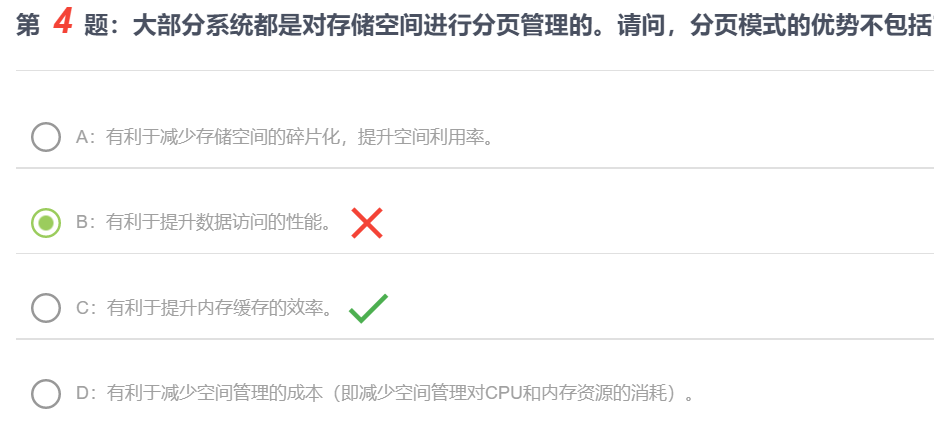 第 4 题：大部分系统都是对存储空间进行分页管理的。请问，分页模式的优势不包括
A：有利于减少存储空间的碎片化，提升空间利用率。
B：有利于提升数据访问的性能。
C：有利于提升内存缓存的效率。
D：有利于减少空间管理的成本（即减少空间管理对CPU和内存资源的消耗）。